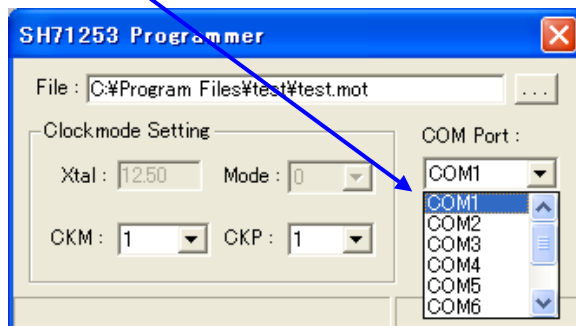 SH71253 Programmer
File : C:¥Program Files¥test¥test.mot ...
Clockmode Setting
COM Port :
Xtal : 12.50 Mode : 0 COM1
CKM : 1 CKP : 1
COM1
COM2
COM3
COM4
COM5
COM6